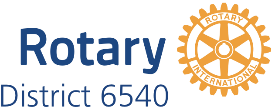 Rotary
District 6540
ROTARY
INTERNATIONAL